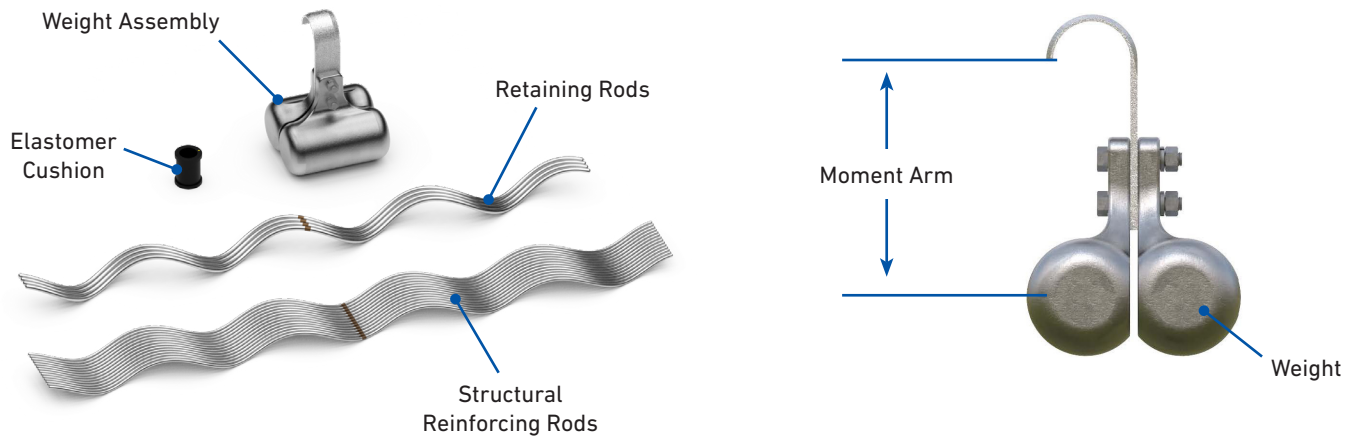 Weight Assembly
Retaining Rods
Elastomer
Cushion
Structural
Reinforcing Rods
Moment Arm
Weight